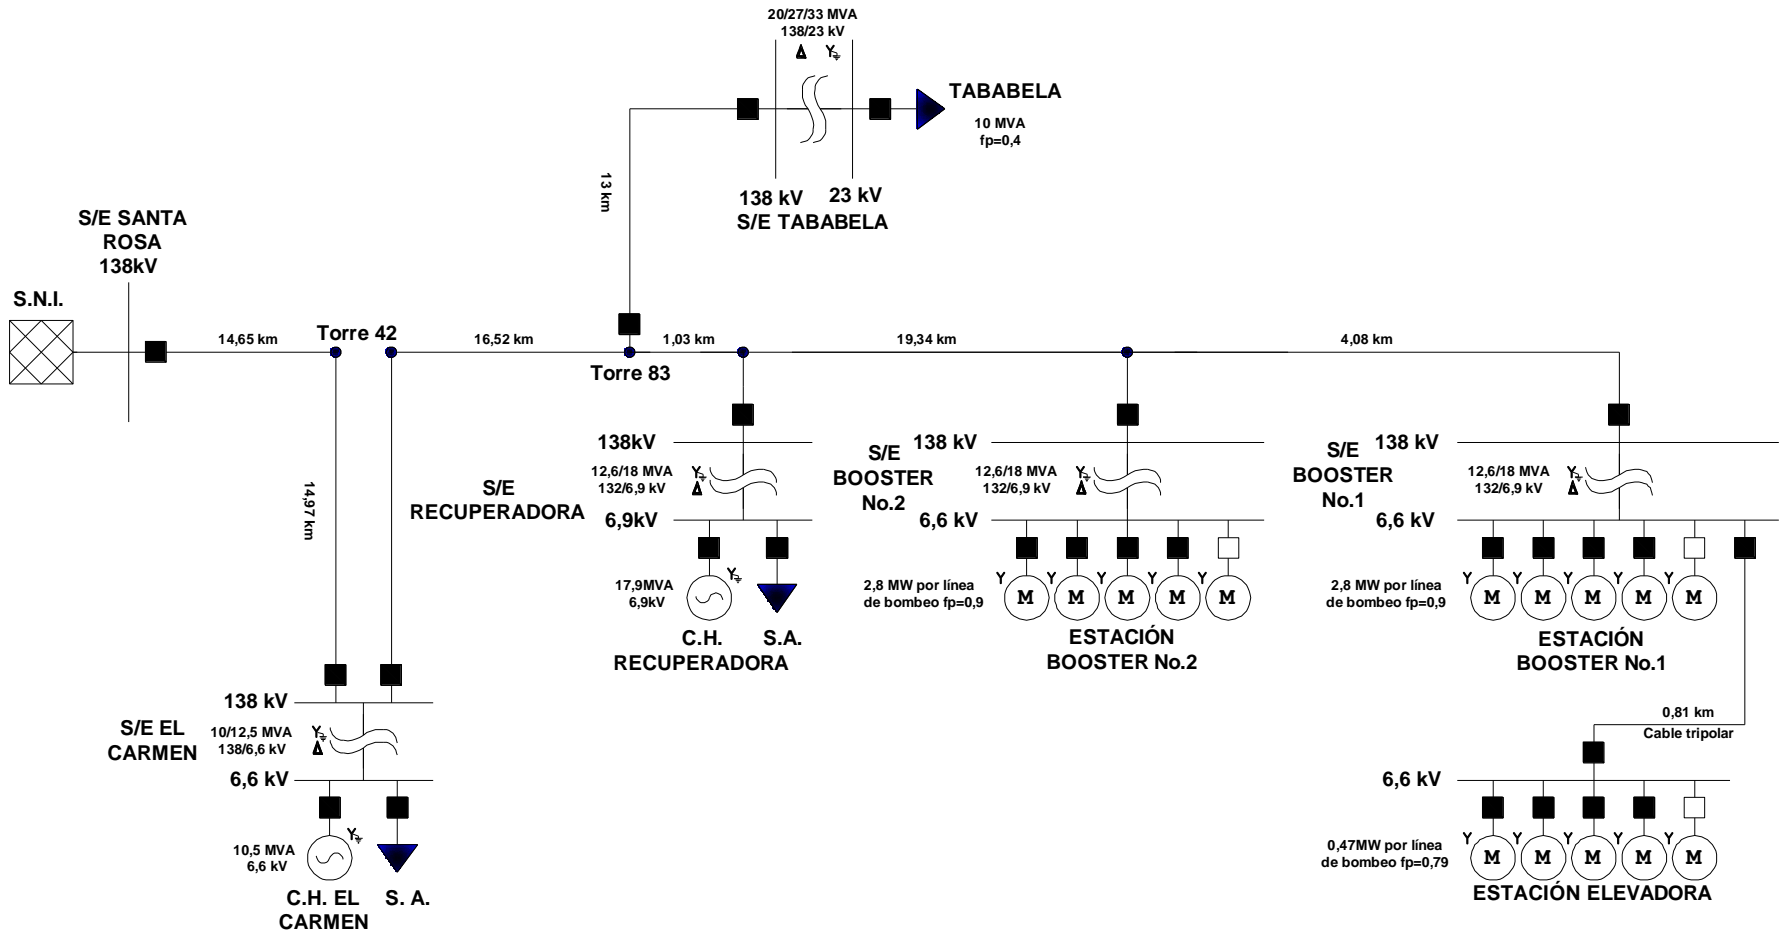 20/27/33 MVA
138/23 kV
Δ Y
TABABELA
10 MVA
fp=0,4
13 km
138 kV
23 kV
S/E TABABELA
S/E SANTA
ROSA
138kV
S.N.I.
14,65 km
Torre 42
16,52 km
Torre 83
1,03 km
19,34 km
4,08 km
14,97 km
S/E
RECUPERADORA
138kV
12,6/18 MVA
132/6,9 kV
Y
Δ
6,9kV
17,9MVA
6,9kV
Y
C.H.
RECUPERADORA
S.A.
S/E
BOOSTER
No.2
138 kV
12,6/18 MVA
132/6,9 kV
Y
Δ
6,6 kV
2,8 MW por línea
de bombeo fp=0,9
Y Y Y Y Y
M M M M M
ESTACIÓN
BOOSTER No.2
S/E
BOOSTER
No.1
138 kV
12,6/18 MVA
132/6,9 kV
Y
Δ
6,6 kV
2,8 MW por línea
de bombeo fp=0,9
Y Y Y Y Y
M M M M M
ESTACIÓN
BOOSTER No.1
0,81 km
Cable tripolar
6,6 kV
0,47MW por línea
de bombeo fp=0,79
Y Y Y Y Y
M M M M M
ESTACIÓN ELEVADORA
S/E EL
CARMEN
138 kV
10/12,5 MVA
138/6,6 kV
Y
Δ
6,6 kV
10,5 MVA
6,6 kV
Y
C.H. EL
CARMEN
S. A.